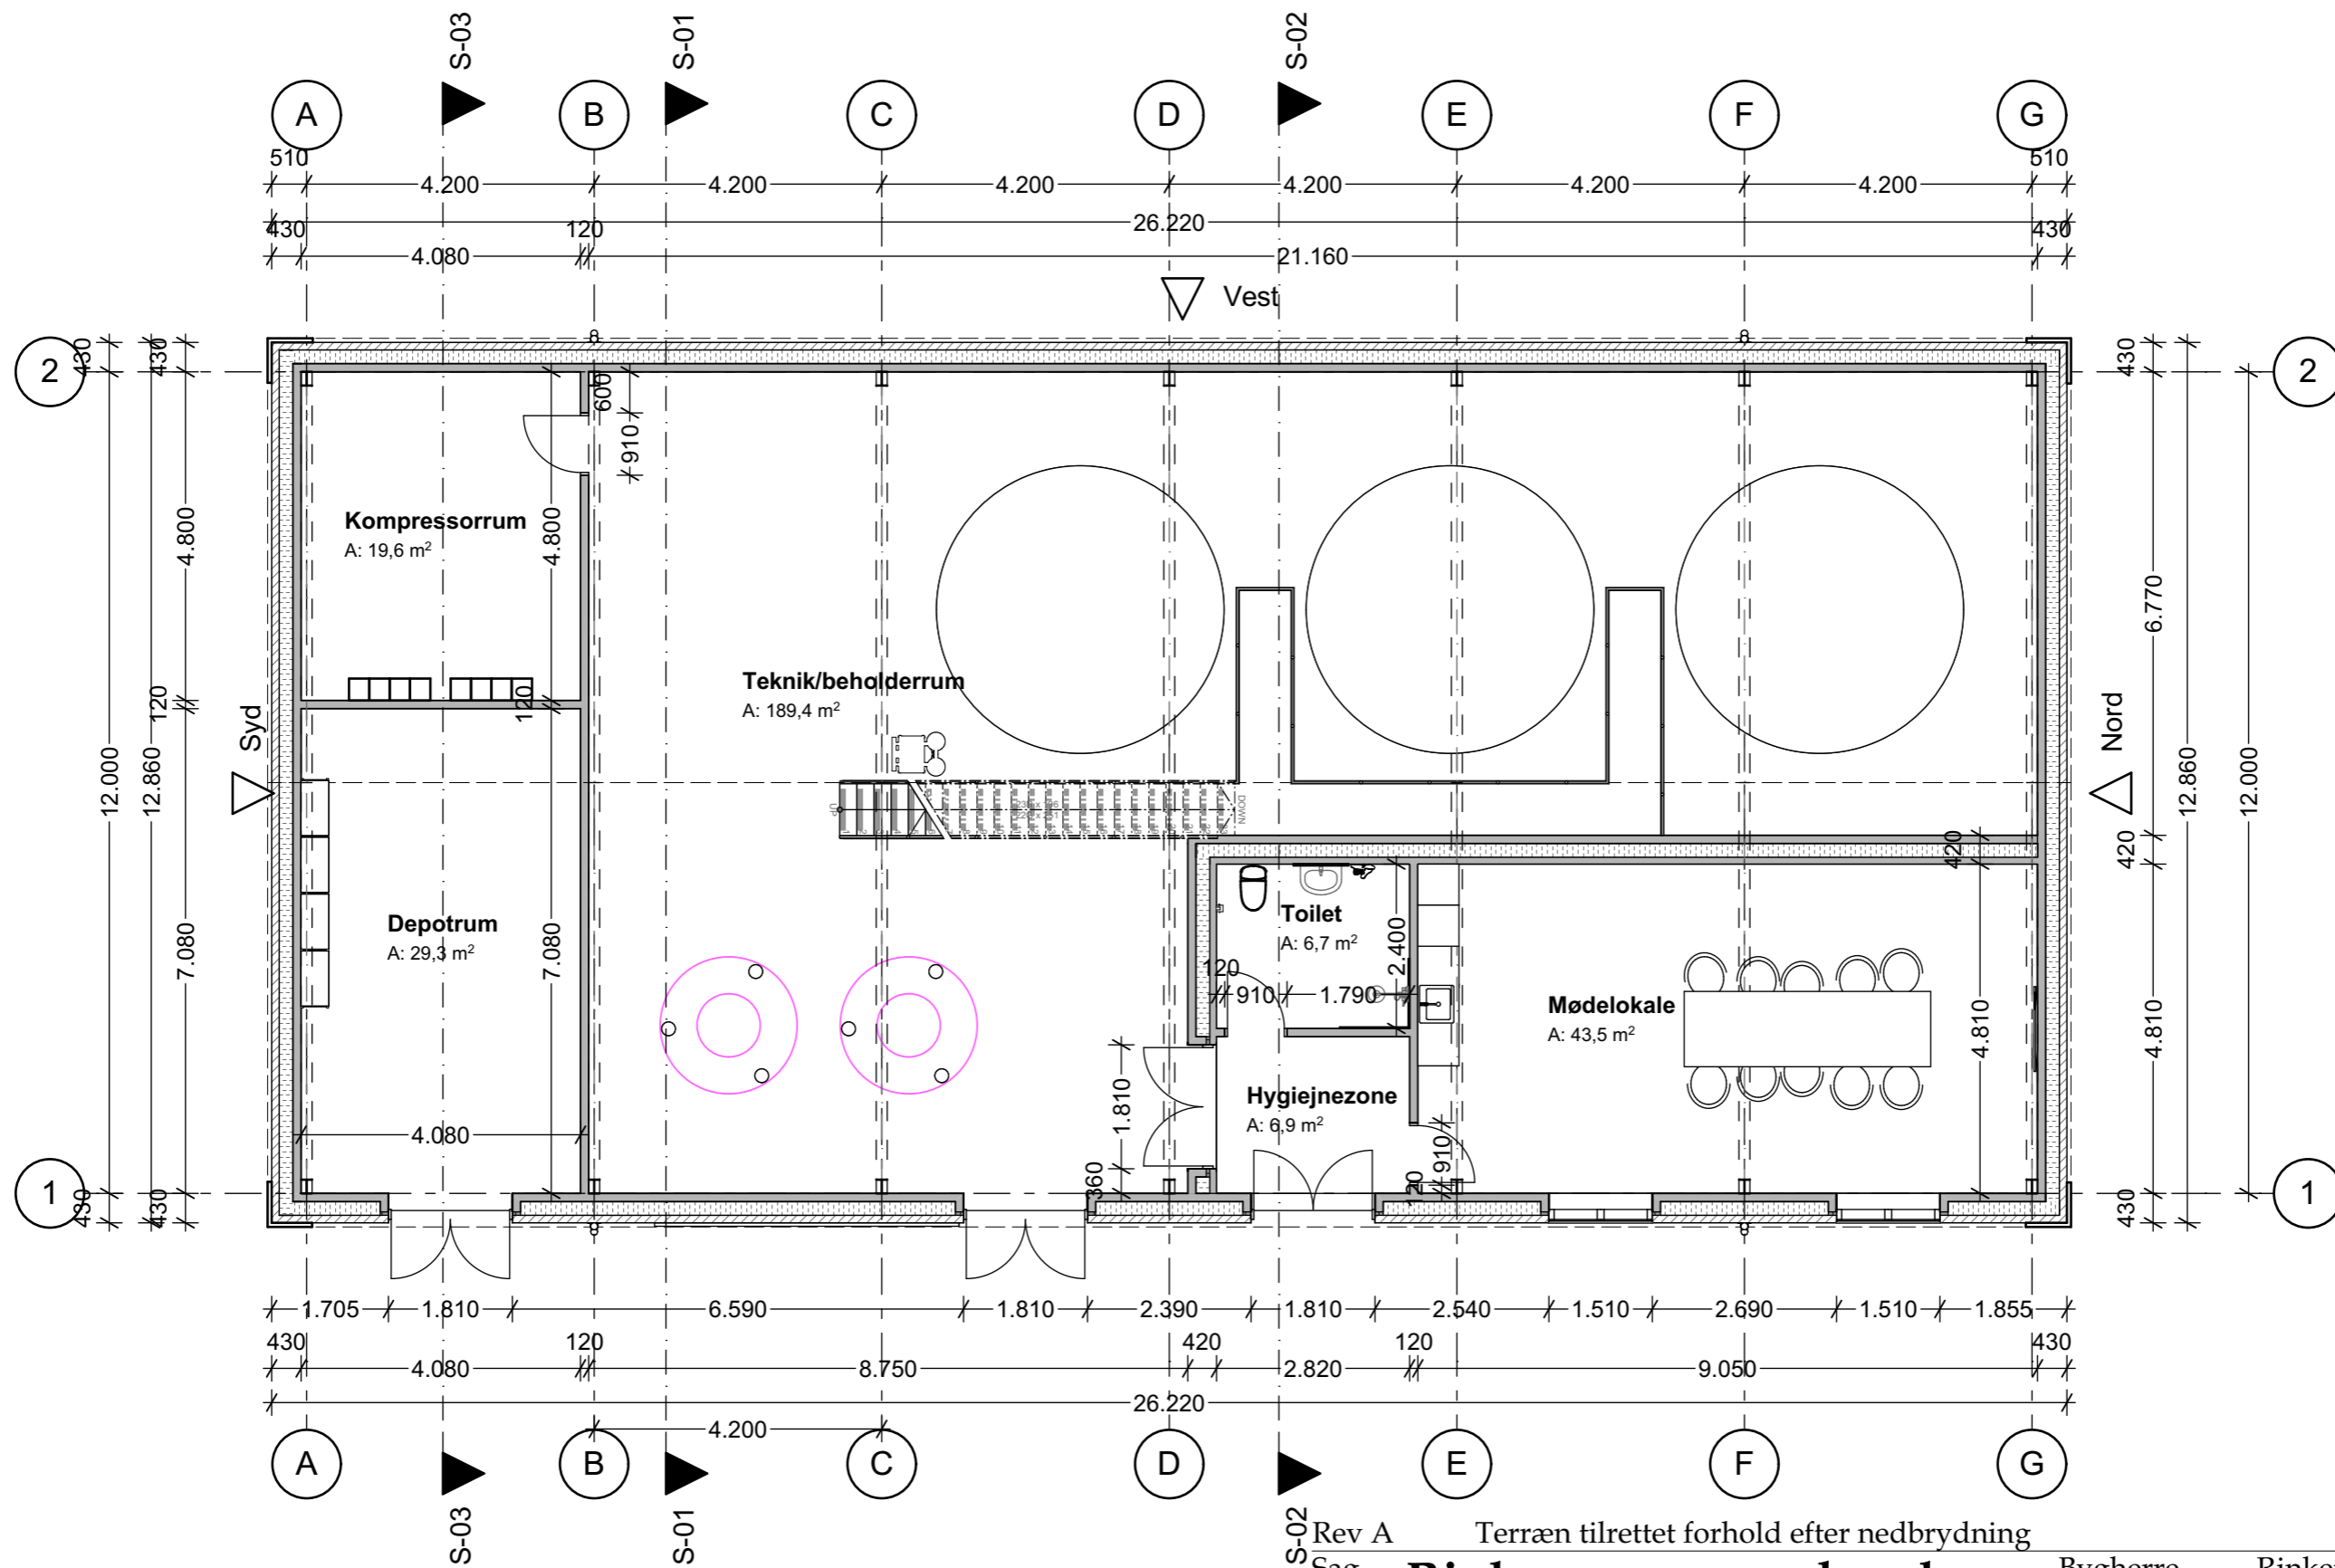 S-03 S-01 S-02
A B C D E F G
510 510
4.200 4.200 4.200 4.200 4.200 4.200
26.220
430 120 430
4.080 21.160
Vest
2 2
430 430 430
600
910
Kompressorrum
A: 19,6 m²
4.800 4.800
6.770
120 120
Teknik/beholderrum
A: 189,4 m²
Syd
Nord
12.000 12.860 12.860 12.000
UP
DOWN
420 420
Depotrum
A: 29,3 m²
7.080 7.080
Toilet
A: 6,7 m²
2.400
120
910 1.790
Mødelokale
A: 43,5 m²
4.810 4.810
1.810
Hygiejnezone
A: 6,9 m²
4.080
910
360
120
1 1
430 430 430
1.705 1.810 6.590 1.810 2.390 1.810 2.540 1.510 2.690 1.510 1.855
430 120 420 120 430
4.080 8.750 2.820 9.050
26.220
4.200
A B C D E F G
S-03 S-01 S-02
Rev A Terræn tilrettet forhold efter nedbrydning